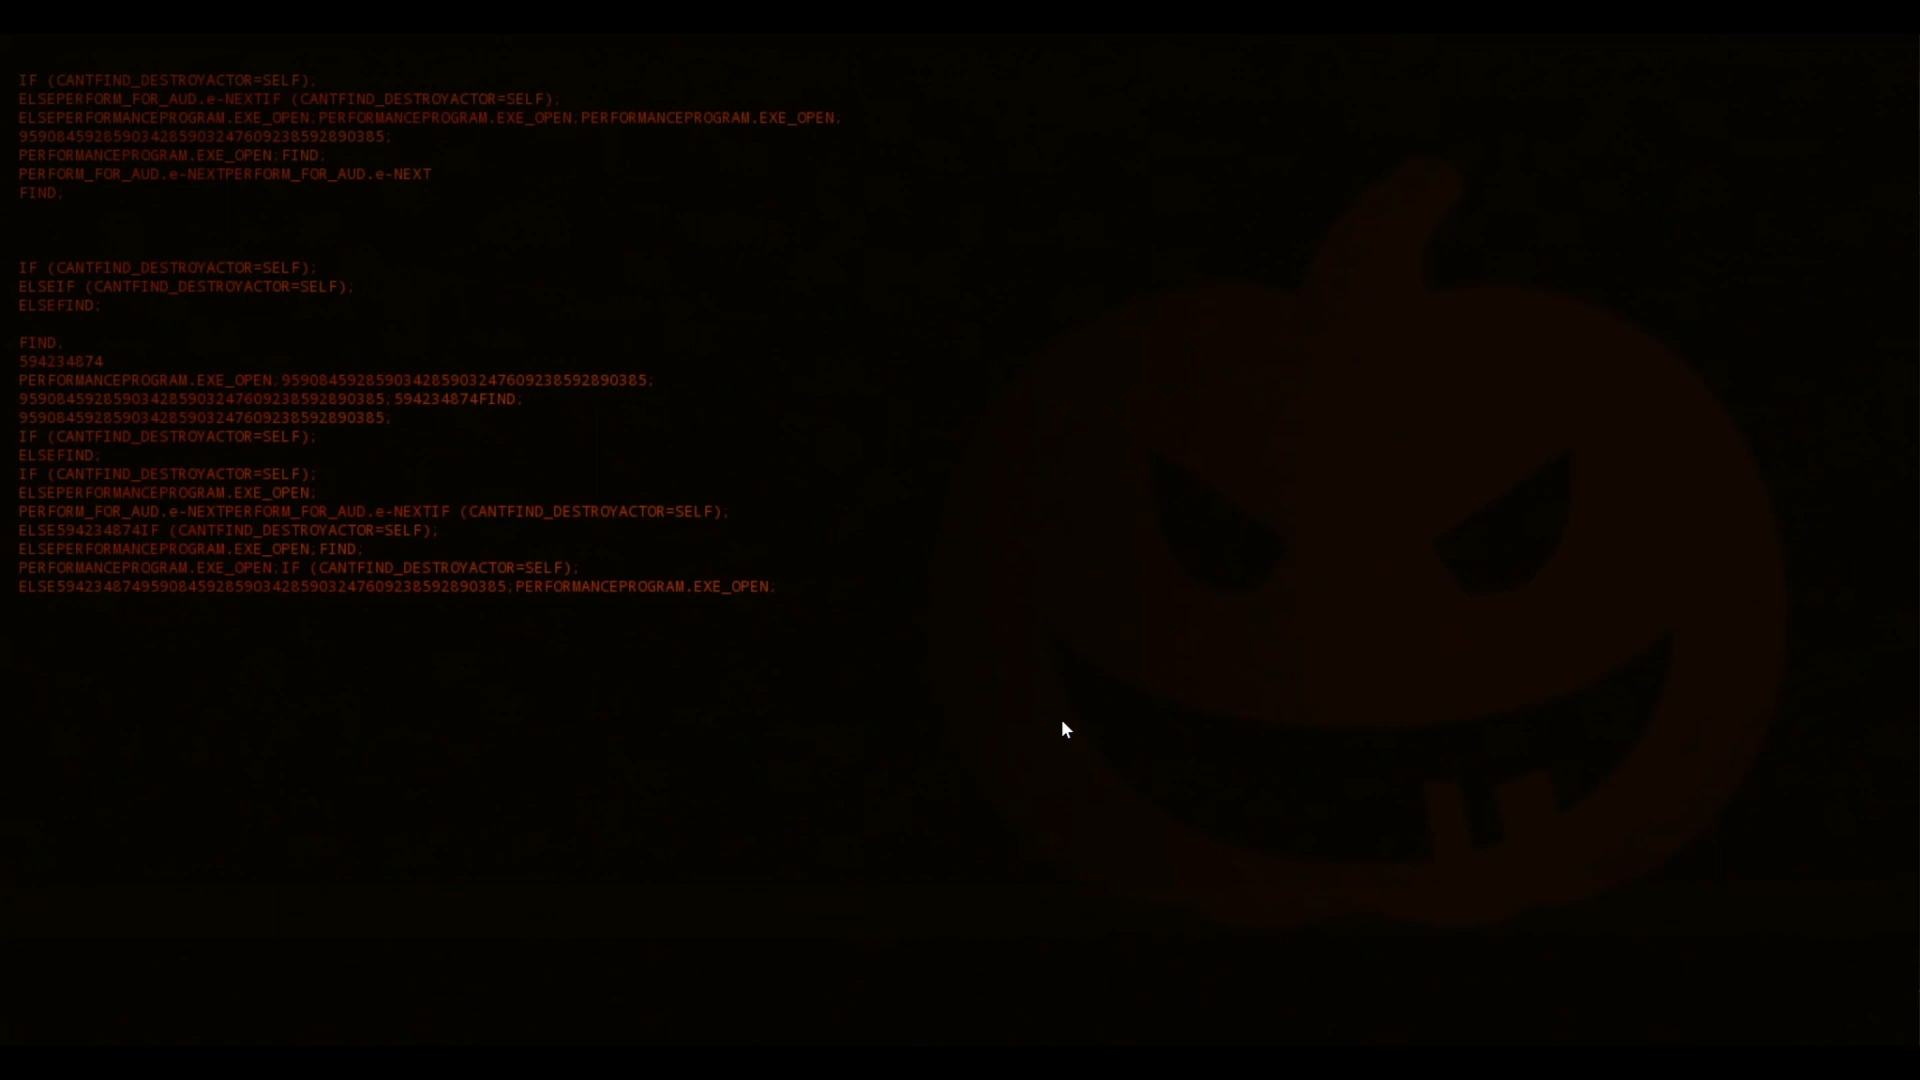 IF (CANTFIND_DESTROYACTOR=SELF);
ELSEPERFORM_FOR_AUD.e-NEXTIF (CANTFIND_DESTROYACTOR=SELF);
ELSEPERFORMANCEPROGRAM.EXE_OPEN;PERFORMANCEPROGRAM.EXE_OPEN;PERFORMANCEPROGRAM.EXE_OPEN;
959084592859034285903247609238592890385;
PERFORMANCEPROGRAM.EXE_OPEN;FIND;
PERFORM_FOR_AUD.e-NEXTPERFORM_FOR_AUD.e-NEXT
FIND;
IF (CANTFIND_DESTROYACTOR=SELF);
ELSEIF (CANTFIND_DESTROYACTOR=SELF);
ELSEFIND;
FIND;
594234874
PERFORMANCEPROGRAM.EXE_OPEN;959084592859034285903247609238592890385;
959084592859034285903247609238592890385;594234874FIND;
959084592859034285903247609238592890385;
IF (CANTFIND_DESTROYACTOR=SELF);
ELSEFIND;
IF (CANTFIND_DESTROYACTOR=SELF);
ELSEPERFORMANCEPROGRAM.EXE_OPEN;
PERFORM_FOR_AUD.e-NEXTPERFORM_FOR_AUD.e-NEXTIF (CANTFIND_DESTROYACTOR=SELF);
ELSE594234874IF (CANTFIND_DESTROYACTOR=SELF);
ELSEPERFORMANCEPROGRAM.EXE_OPEN;FIND;
PERFORMANCEPROGRAM.EXE_OPEN;IF (CANTFIND_DESTROYACTOR=SELF);
ELSE594234874959084592859034285903247609238592890385;PERFORMANCEPROGRAM.EXE_OPEN;